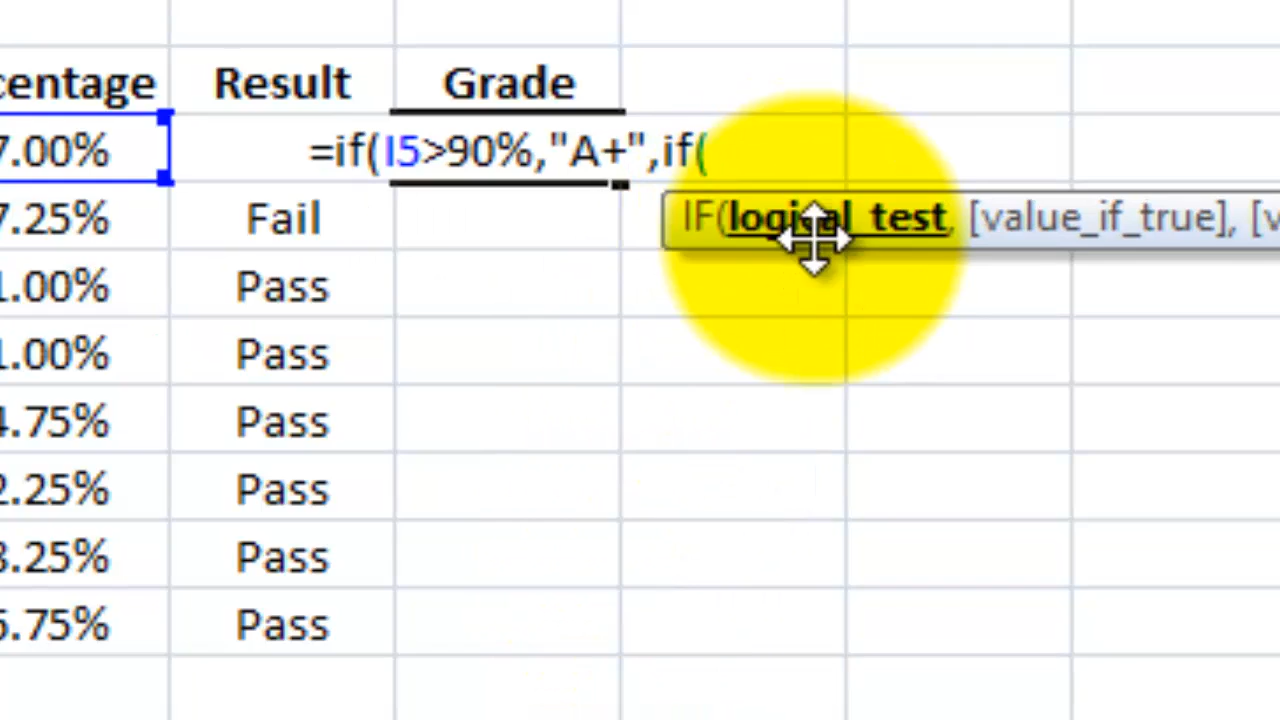 centage Result Grade
7.00% =if(I5>90%,"A+",if(
7.25% Fail IF(logical_test, [value_if_true], [v
1.00% Pass
1.00% Pass
4.75% Pass
2.25% Pass
3.25% Pass
5.75% Pass